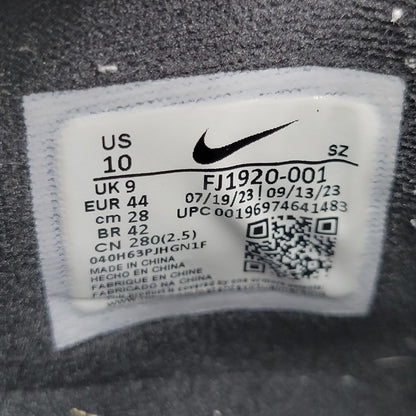 US
10
SZ
UK 9
EUR 44
cm 28
BR 42
CN 280(2.5)
040H63PJHGN1F
FJ1920-001
07/19/23 | 09/13/23
UPC 00196974641483
MADE IN CHINA
HECHO EN CHINA
FABRIQUE EN CHINE
FABRICADO NA CHINA